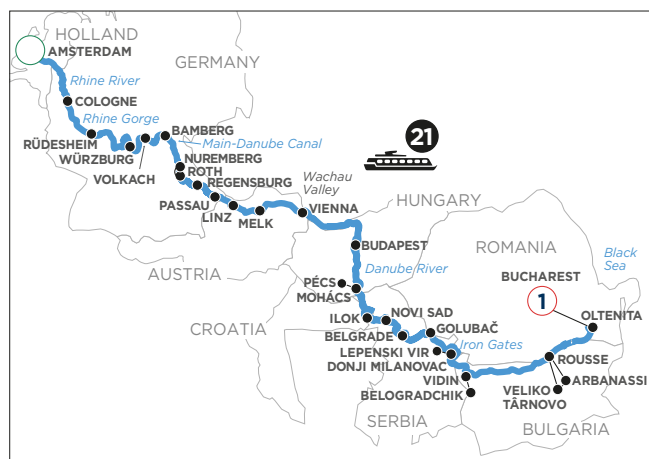 HOLLAND
AMSTERDAM
GERMANY
Rhine River
COLOGNE
Rhine Gorge
BAMBERG
21
RÜDESHEIM
Main-Danube Canal
WÜRZBURG
NUREMBERG
VOLKACH
ROTH
REGENSBURG
Wachau
Valley
PASSAU
HUNGARY
LINZ
VIENNA
MELK
BUDAPEST
ROMANIA
Black
Sea
AUSTRIA
Danube River
BUCHAREST
PÉCS
MOHÁCS
1
OLTENITA
CROATIA
ILOK
NOVI SAD
BELGRADE
GOLUBAČ
Iron Gates
LEPENSKI VIR
DONJI MILANOVAC
ROUSSE
VIDIN
ARBANASSI
BELOGRADCHIK
VELIKO
TÂRNOVO
SERBIA
BULGARIA